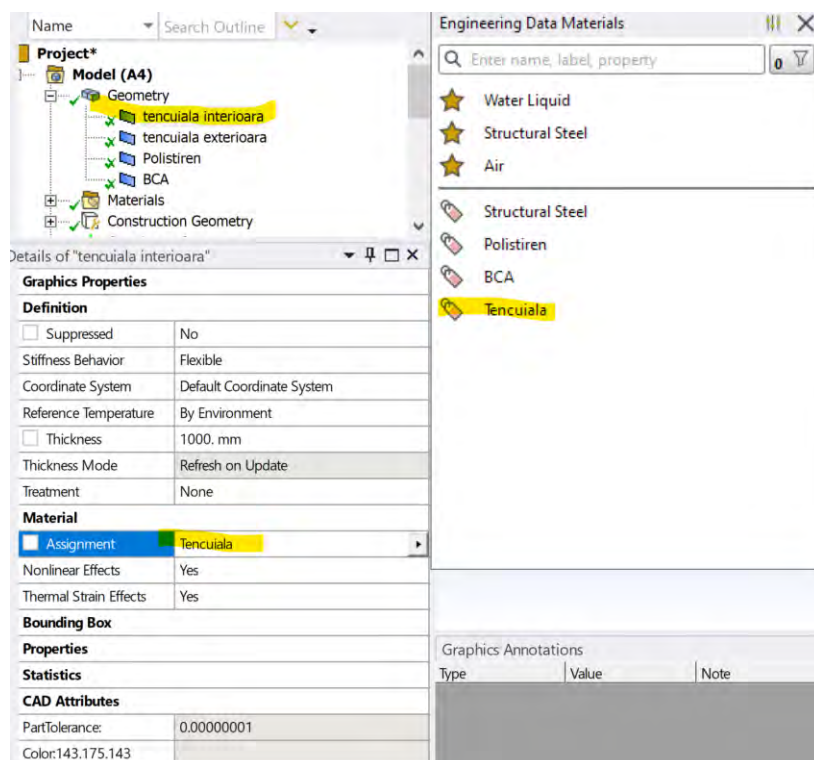 Name Search Outline
Project*
Model (A4)
Geometry
tencuiala interioara
tencuiala exterioara
Polistiren
BCA
Materials
Construction Geometry
Details of "tencuiala interioara"
Graphics Properties
Definition
Suppressed No
Stiffness Behavior Flexible
Coordinate System Default Coordinate System
Reference Temperature By Environment
Thickness 1000. mm
Thickness Mode Refresh on Update
Treatment None
Material
Assignment Tencuiala
Nonlinear Effects Yes
Thermal Strain Effects Yes
Bounding Box
Properties
Statistics
CAD Attributes
PartTolerance: 0.00000001
Color:143.175.143
Engineering Data Materials
Enter name, label, property 0
Water Liquid
Structural Steel
Air
Structural Steel
Polistiren
BCA
Tencuiala
Graphics Annotations
Type Value Note